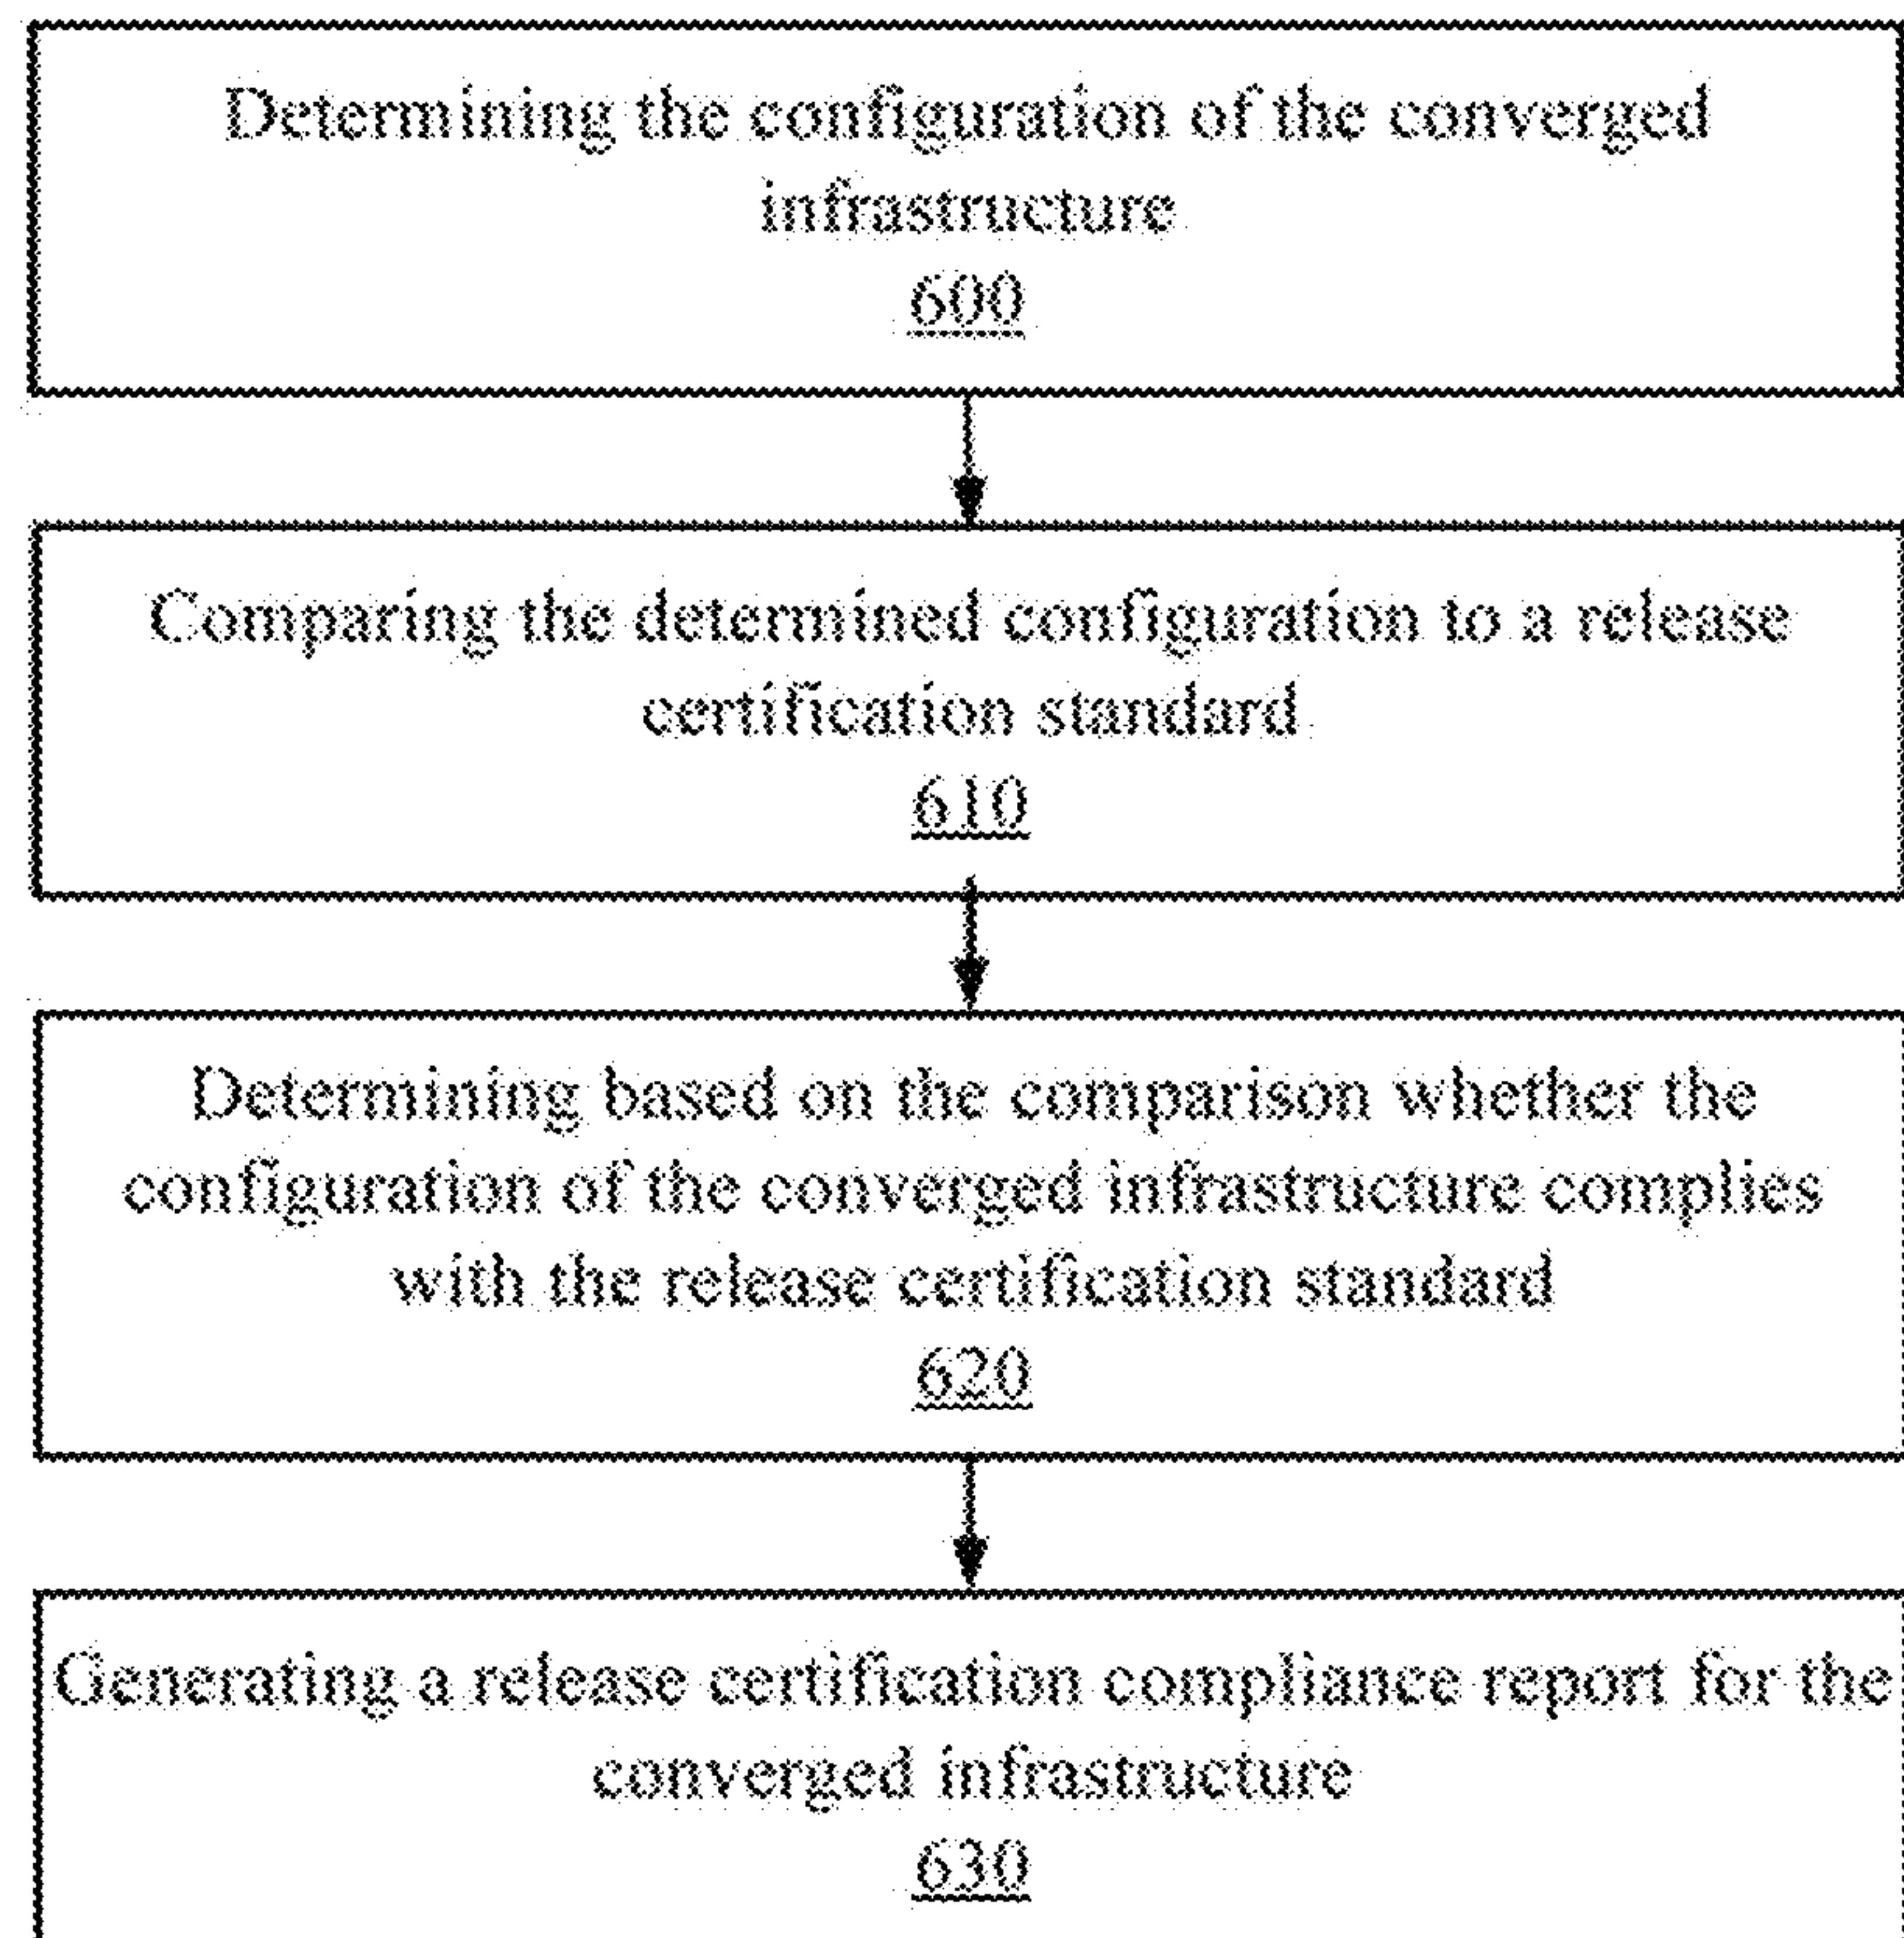 Determining the configuration of the converged
infrastructure
600
Comparing the determined configuration to a release
certification standard
610
Determining based on the comparison whether the
configuration of the converged infrastructure complies
with the release certification standard
620
Generating a release certification compliance report for the
converged infrastructure
630